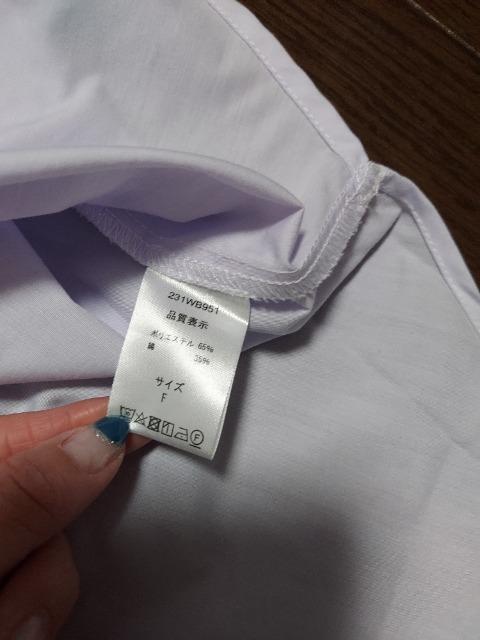 231WB951
品質表示
ポリエステル 65%
綿 35%
サイズ
F
F